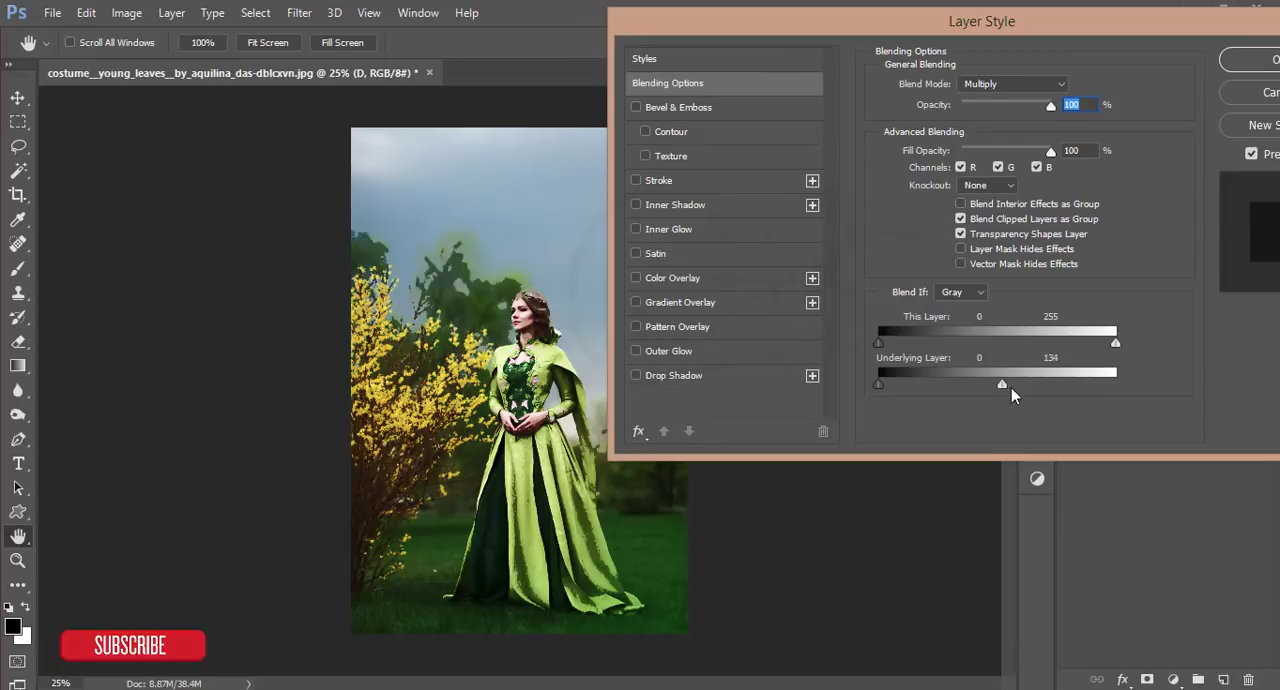 Ps File Edit Image Layer Type Select Filter 3D View Window Help
Layer Style
Scroll All Windows 100% Fit Screen Fill Screen
costume__young_leaves__by_aquilina_das-dblcxvn.jpg @ 25% (D, RGB/8#) * ×
Styles
Blending Options
Bevel & Emboss
Contour
Texture
Stroke
Inner Shadow
Inner Glow
Satin
Color Overlay
Gradient Overlay
Pattern Overlay
Outer Glow
Drop Shadow
fx
Blending Options
General Blending
Blend Mode: Multiply
Opacity: 100 %
Advanced Blending
Fill Opacity: 100 %
Channels: R G B
Knockout: None
Blend Interior Effects as Group
Blend Clipped Layers as Group
Transparency Shapes Layer
Layer Mask Hides Effects
Vector Mask Hides Effects
Blend If: Gray
This Layer: 0 255
Underlying Layer: 0 134
O
Can
New S
Pre
T
SUBSCRIBE
25% Doc: 8.87M/38.4M
fx